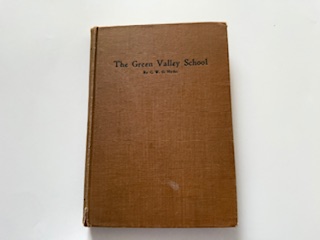 The Green Valley School
By C. W. G.